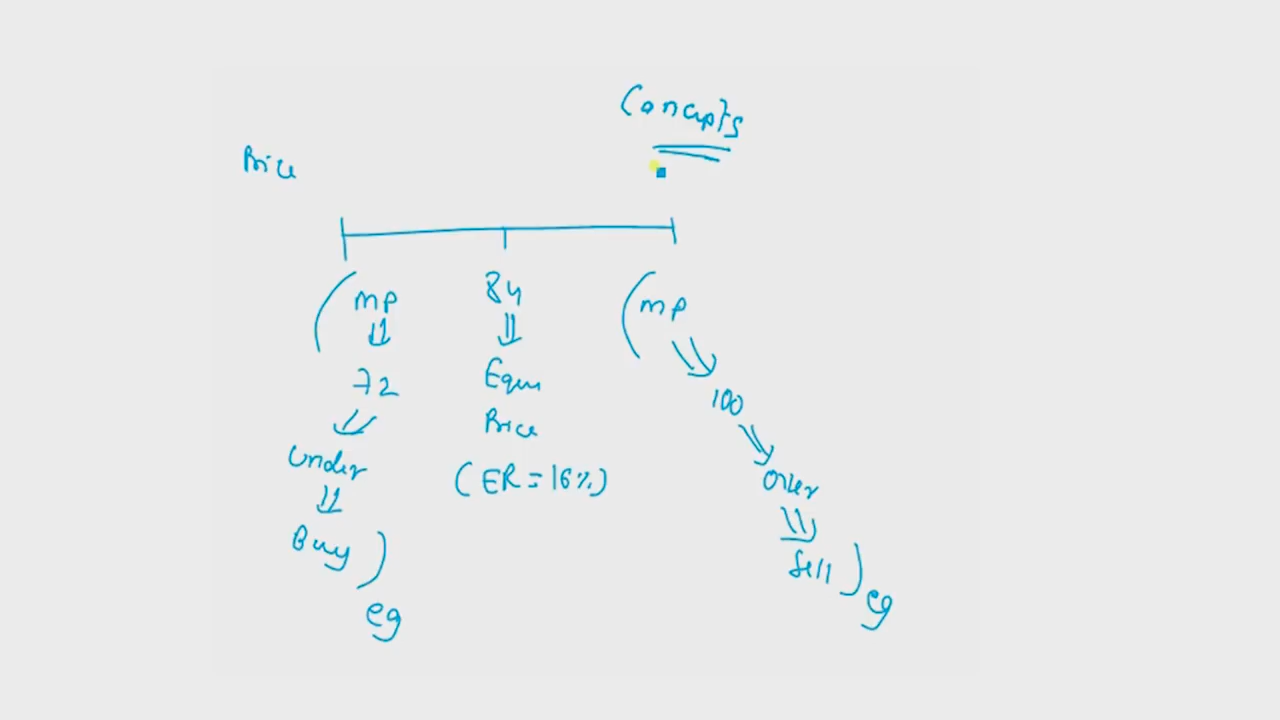 Concepts
Price
(mp 84 (mp
72 Equi 100
Under Price Over
(ER = 16%)
Buy) Sell)
eg eg